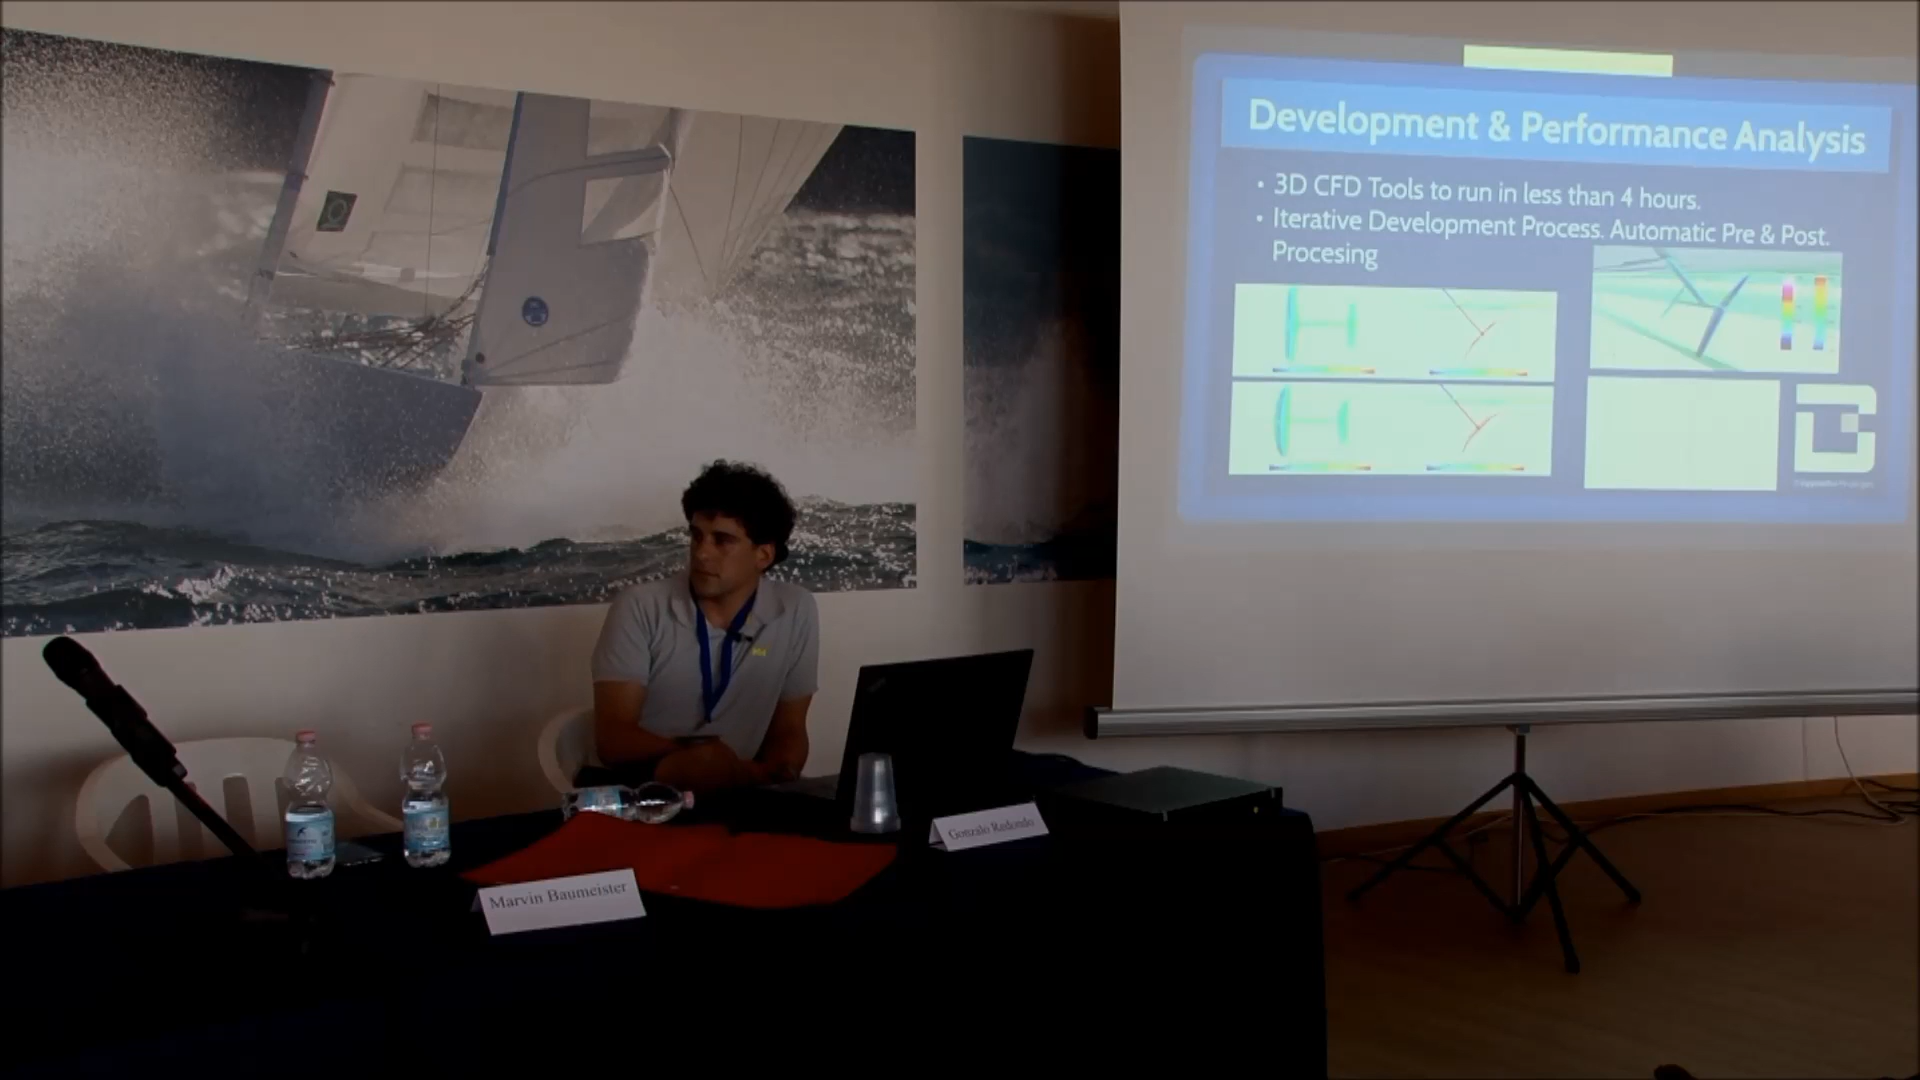 Development & Performance Analysis
• 3D CFD Tools to run in less than 4 hours.
• Iterative Development Process. Automatic Pre & Post.
Procesing
Gonzalo Redondo
Marvin Baumeister